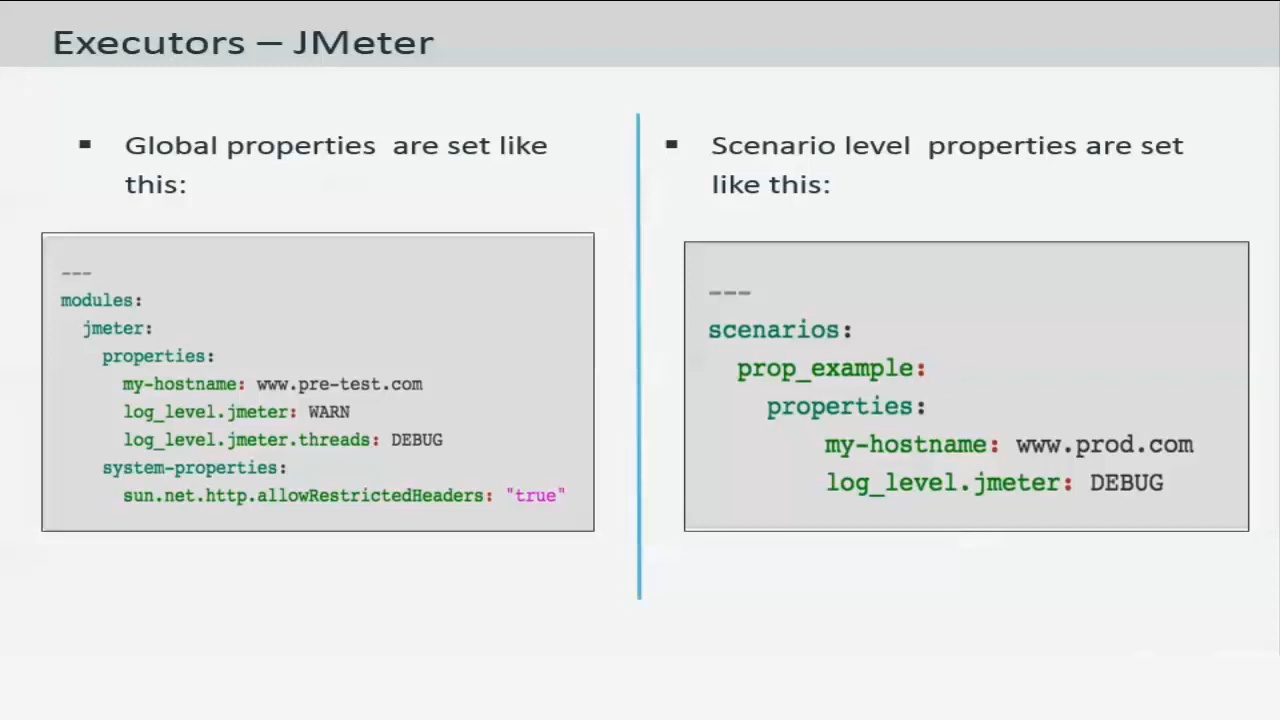 Executors – JMeter
▪ Global properties are set like
this:
---
modules:
  jmeter:
    properties:
      my-hostname: www.pre-test.com
      log_level.jmeter: WARN
      log_level.jmeter.threads: DEBUG
    system-properties:
      sun.net.http.allowRestrictedHeaders: "true"
▪ Scenario level properties are set
like this:
---
scenarios:
  prop_example:
    properties:
        my-hostname: www.prod.com
        log_level.jmeter: DEBUG